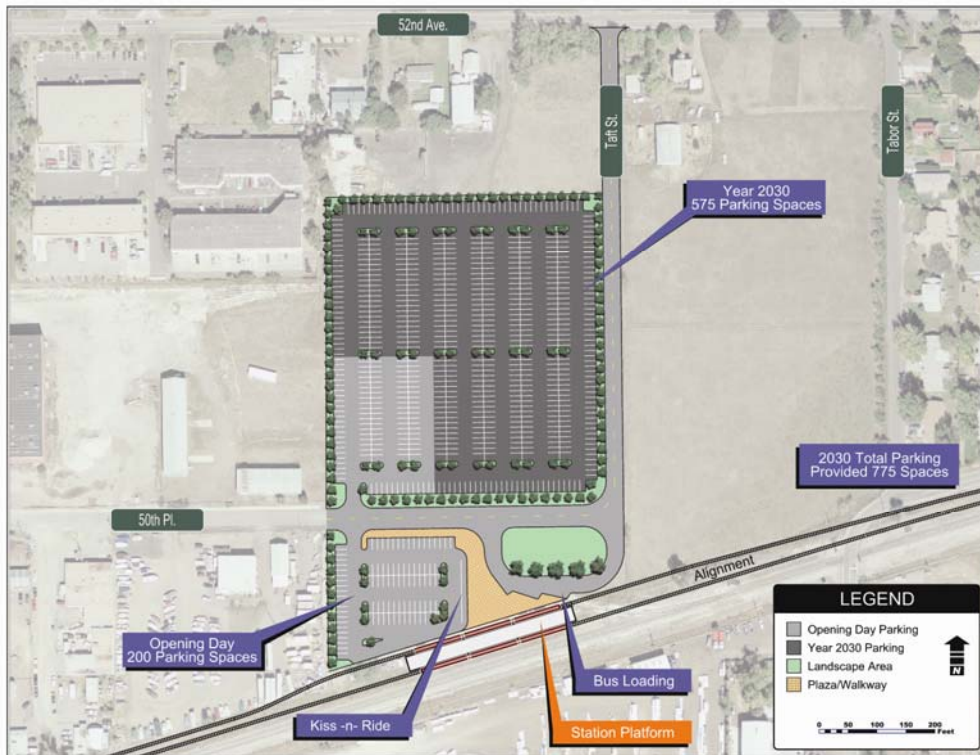 52nd Ave.
Taft St.
Tabor St.
Year 2030
575 Parking Spaces
2030 Total Parking
Provided 775 Spaces
50th Pl.
Alignment
Opening Day
200 Parking Spaces
Kiss -n- Ride
Bus Loading
Station Platform
LEGEND
Opening Day Parking
Year 2030 Parking
Landscape Area
Plaza/Walkway
N
0 50 100 150 200
Feet